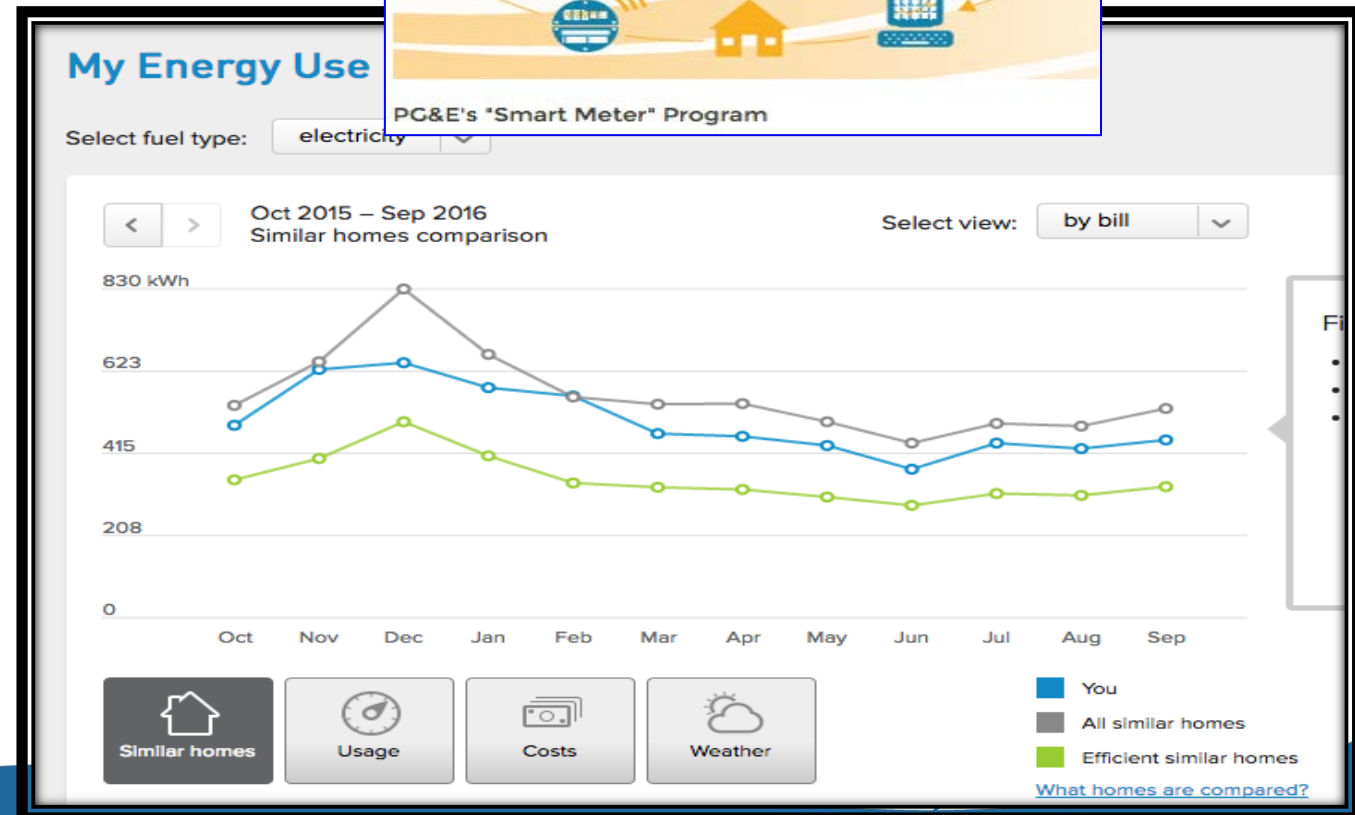 PG&E's "Smart Meter" Program
My Energy Use
Select fuel type: electricity
Oct 2015 – Sep 2016
Similar homes comparison
Select view: by bill
830 kWh
623
415
208
0
Oct Nov Dec Jan Feb Mar Apr May Jun Jul Aug Sep
Similar homes
Usage
Costs
Weather
You
All similar homes
Efficient similar homes
What homes are compared?